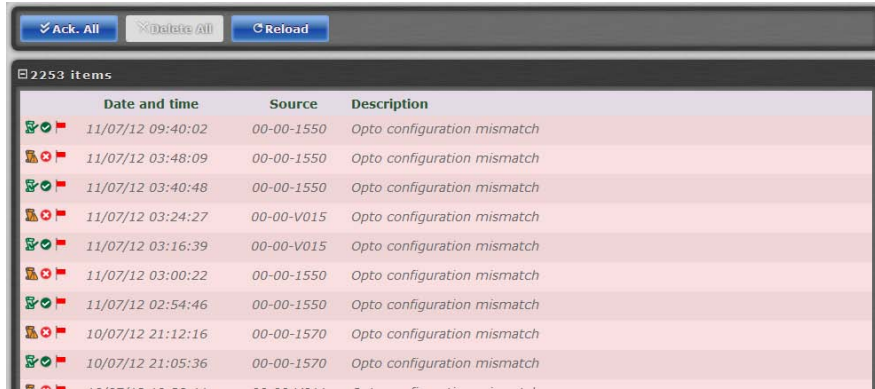 Ack. All Delete All Reload
2253 items
Date and time Source Description
11/07/12 09:40:02 00-00-1550 Opto configuration mismatch
11/07/12 03:48:09 00-00-1550 Opto configuration mismatch
11/07/12 03:40:48 00-00-1550 Opto configuration mismatch
11/07/12 03:24:27 00-00-V015 Opto configuration mismatch
11/07/12 03:16:39 00-00-V015 Opto configuration mismatch
11/07/12 03:00:22 00-00-1550 Opto configuration mismatch
11/07/12 02:54:46 00-00-1550 Opto configuration mismatch
10/07/12 21:12:16 00-00-1570 Opto configuration mismatch
10/07/12 21:05:36 00-00-1570 Opto configuration mismatch